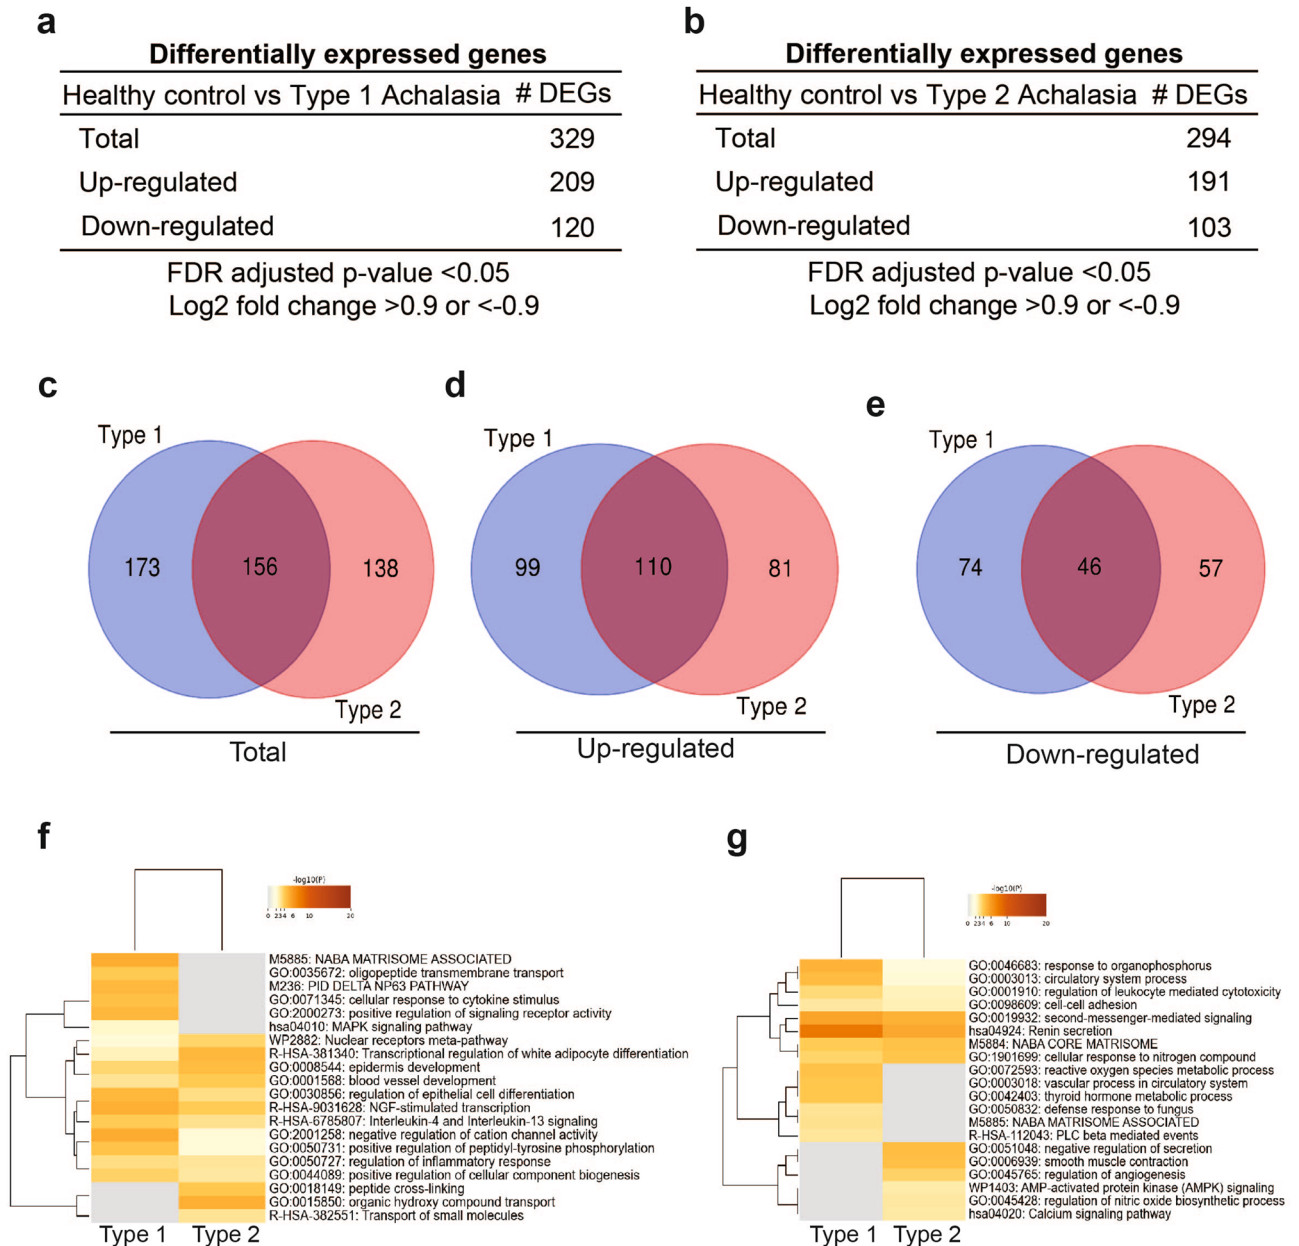 a
Differentially expressed genes
Healthy control vs Type 1 Achalasia # DEGs
Total 329
Up-regulated 209
Down-regulated 120
FDR adjusted p-value <0.05
Log2 fold change >0.9 or <-0.9
b
Differentially expressed genes
Healthy control vs Type 2 Achalasia # DEGs
Total 294
Up-regulated 191
Down-regulated 103
FDR adjusted p-value <0.05
Log2 fold change >0.9 or <-0.9
c
Type 1
173 156 138
Type 2
Total
d
Type 1
99 110 81
Type 2
Up-regulated
e
Type 1
74 46 57
Type 2
Down-regulated
f
-log10(P)
0 2 3 4 6 10 20
M5885: NABA MATRISOME ASSOCIATED
GO:0035672: oligopeptide transmembrane transport
M236: PID DELTA NP63 PATHWAY
GO:0071345: cellular response to cytokine stimulus
GO:2000273: positive regulation of signaling receptor activity
hsa04010: MAPK signaling pathway
WP2882: Nuclear receptors meta-pathway
R-HSA-381340: Transcriptional regulation of white adipocyte differentiation
GO:0008544: epidermis development
GO:0001568: blood vessel development
GO:0030856: regulation of epithelial cell differentiation
R-HSA-9031628: NGF-stimulated transcription
R-HSA-6785807: Interleukin-4 and Interleukin-13 signaling
GO:2001258: negative regulation of cation channel activity
GO:0050731: positive regulation of peptidyl-tyrosine phosphorylation
GO:0050727: regulation of inflammatory response
GO:0044089: positive regulation of cellular component biogenesis
GO:0018149: peptide cross-linking
GO:0015850: organic hydroxy compound transport
R-HSA-382551: Transport of small molecules
Type 1 Type 2
g
-log10(P)
0 2 3 4 6 10 20
GO:0046683: response to organophosphorus
GO:0003013: circulatory system process
GO:0001910: regulation of leukocyte mediated cytotoxicity
GO:0098609: cell-cell adhesion
GO:0019932: second-messenger-mediated signaling
hsa04924: Renin secretion
M5884: NABA CORE MATRISOME
GO:1901699: cellular response to nitrogen compound
GO:0072593: reactive oxygen species metabolic process
GO:0003018: vascular process in circulatory system
GO:0042403: thyroid hormone metabolic process
GO:0050832: defense response to fungus
M5885: NABA MATRISOME ASSOCIATED
R-HSA-112043: PLC beta mediated events
GO:0051048: negative regulation of secretion
GO:0006939: smooth muscle contraction
GO:0045765: regulation of angiogenesis
WP1403: AMP-activated protein kinase (AMPK) signaling
GO:0045428: regulation of nitric oxide biosynthetic process
hsa04020: Calcium signaling pathway
Type 1 Type 2